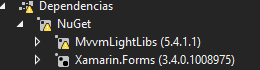 Dependencias
NuGet
MvvmLightLibs (5.4.1.1)
Xamarin.Forms (3.4.0.1008975)